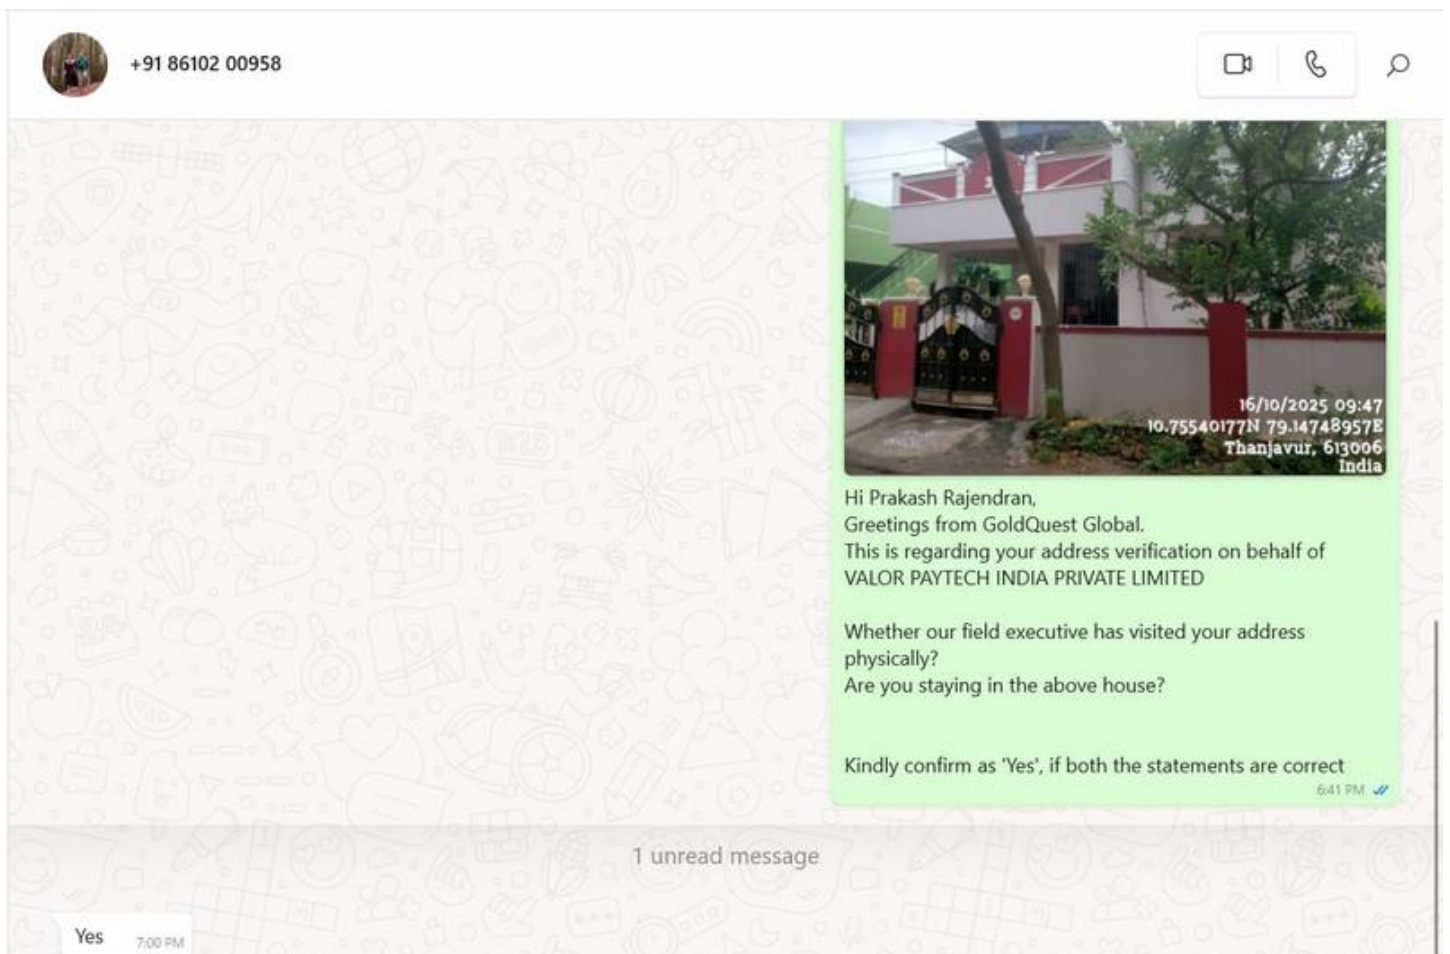 +91 86102 00958
16/10/2025 09:47
10.75540177N 79.14748957E
Thanjavur, 613006
India
Hi Prakash Rajendran,
Greetings from GoldQuest Global.
This is regarding your address verification on behalf of
VALOR PAYTECH INDIA PRIVATE LIMITED
Whether our field executive has visited your address
physically?
Are you staying in the above house?
Kindly confirm as 'Yes', if both the statements are correct
6:41 PM
1 unread message
Yes 7:00 PM